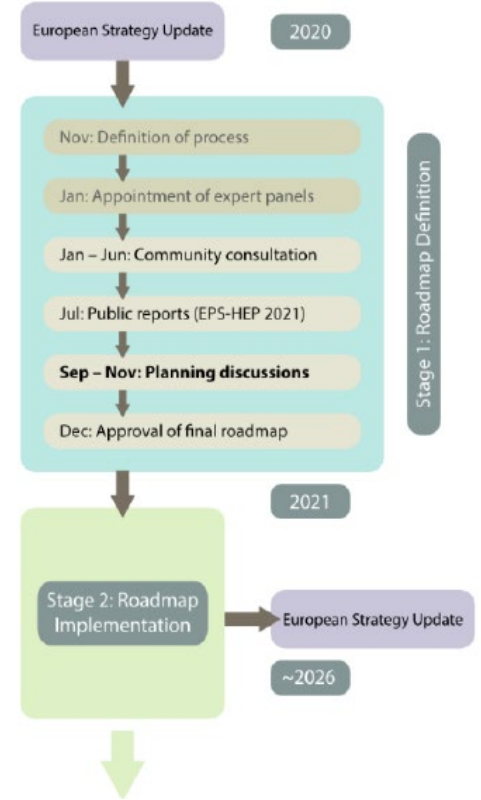 European Strategy Update
2020
Nov: Definition of process
Jan: Appointment of expert panels
Jan – Jun: Community consultation
Jul: Public reports (EPS-HEP 2021)
Sep – Nov: Planning discussions
Dec: Approval of final roadmap
Stage 1: Roadmap Definition
2021
Stage 2: Roadmap
Implementation
European Strategy Update
~2026